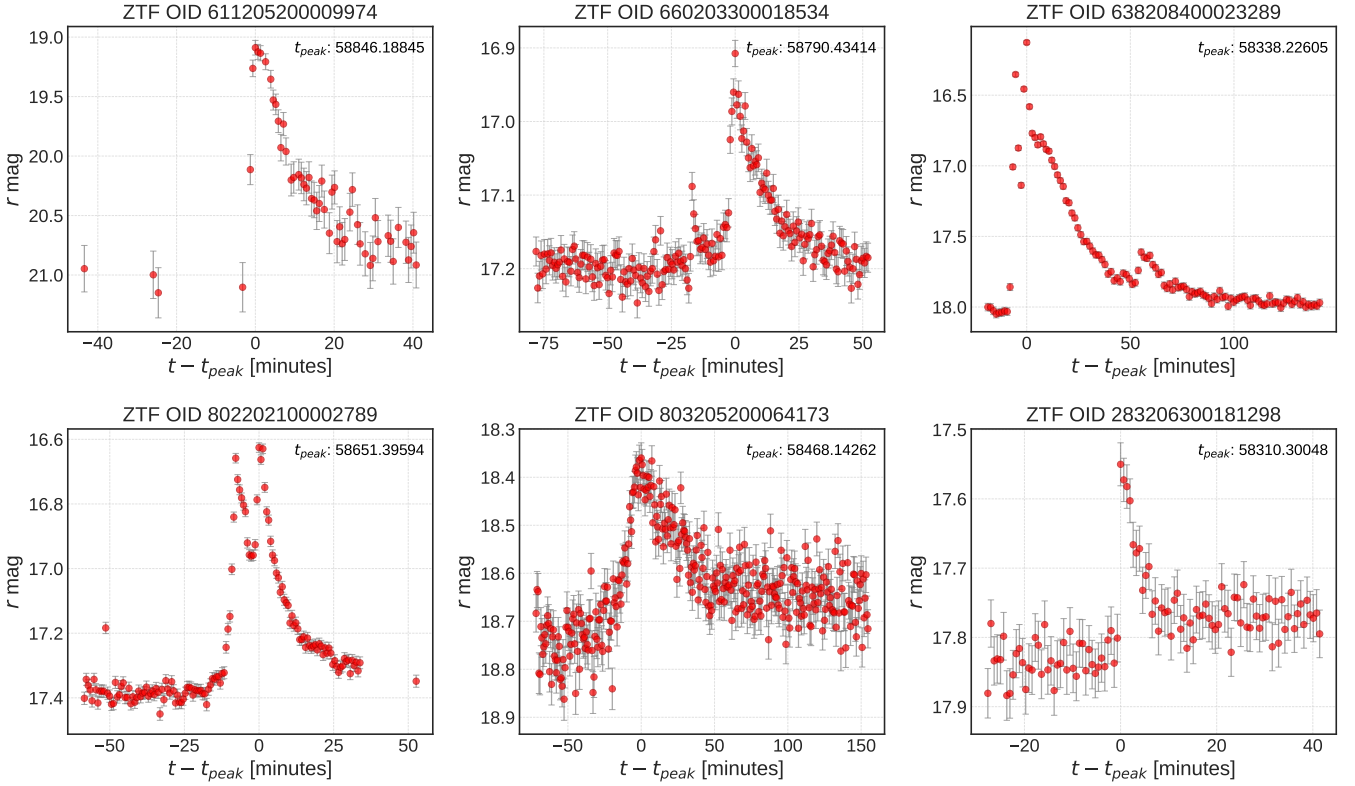 ZTF OID 611205200009974
t_peak: 58846.18845
r mag
19.0
19.5
20.0
20.5
21.0
−40 −20 0 20 40
t − t_peak [minutes]
ZTF OID 660203300018534
t_peak: 58790.43414
r mag
16.9
17.0
17.1
17.2
−75 −50 −25 0 25 50
t − t_peak [minutes]
ZTF OID 638208400023289
t_peak: 58338.22605
r mag
16.5
17.0
17.5
18.0
0 50 100
t − t_peak [minutes]
ZTF OID 802202100002789
t_peak: 58651.39594
r mag
16.6
16.8
17.0
17.2
17.4
−50 −25 0 25 50
t − t_peak [minutes]
ZTF OID 803205200064173
t_peak: 58468.14262
r mag
18.3
18.4
18.5
18.6
18.7
18.8
18.9
−50 0 50 100 150
t − t_peak [minutes]
ZTF OID 283206300181298
t_peak: 58310.30048
r mag
17.5
17.6
17.7
17.8
17.9
−20 0 20 40
t − t_peak [minutes]